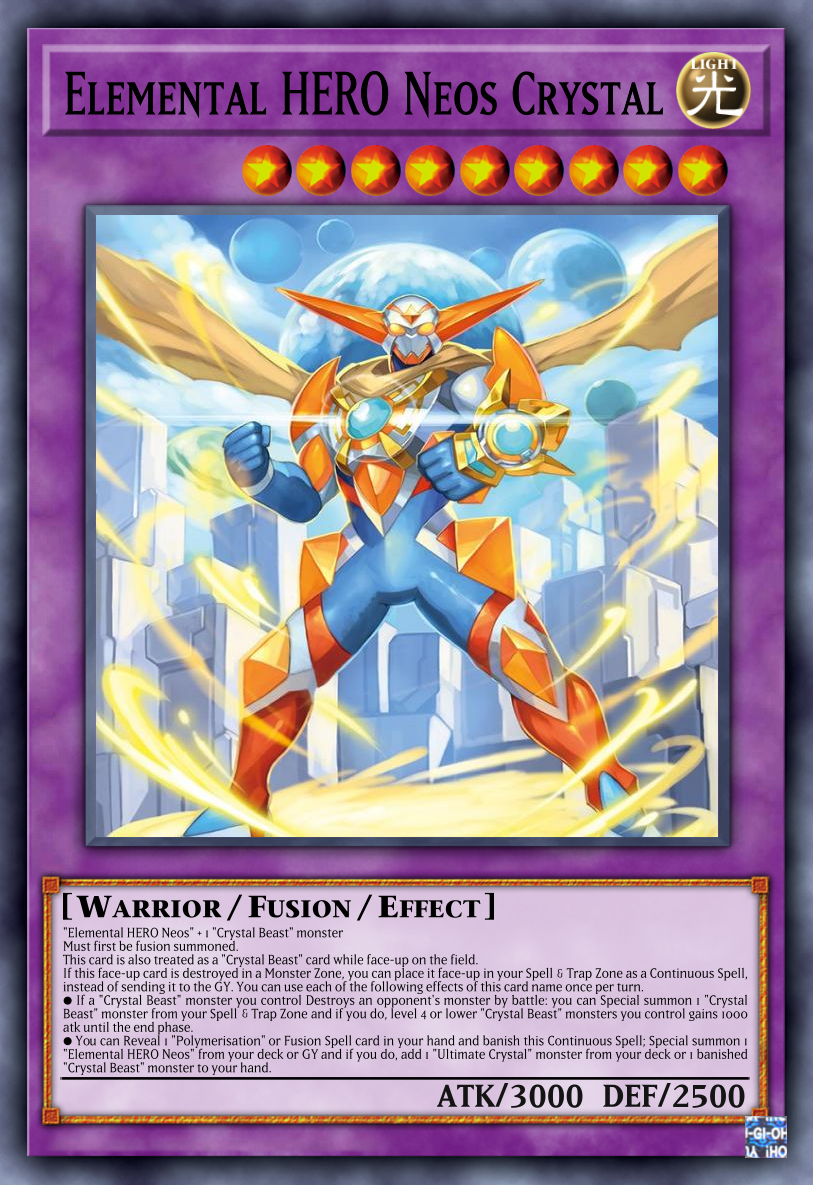 Elemental HERO Neos Crystal
LIGHT
光
[ Warrior / Fusion / Effect ]
"Elemental HERO Neos" + 1 "Crystal Beast" monster
Must first be fusion summoned.
This card is also treated as a "Crystal Beast" card while face-up on the field.
If this face-up card is destroyed in a Monster Zone, you can place it face-up in your Spell & Trap Zone as a Continuous Spell,
instead of sending it to the GY. You can use each of the following effects of this card name once per turn.
● If a "Crystal Beast" monster you control Destroys an opponent's monster by battle: you can Special summon 1 "Crystal
Beast" monster from your Spell & Trap Zone and if you do, level 4 or lower "Crystal Beast" monsters you control gains 1000
atk until the end phase.
● You can Reveal 1 "Polymerisation" or Fusion Spell card in your hand and banish this Continuous Spell; Special summon 1
"Elemental HERO Neos" from your deck or GY and if you do, add 1 "Ultimate Crystal" monster from your deck or 1 banished
"Crystal Beast" monster to your hand.
ATK/3000 DEF/2500
I-GI-OH